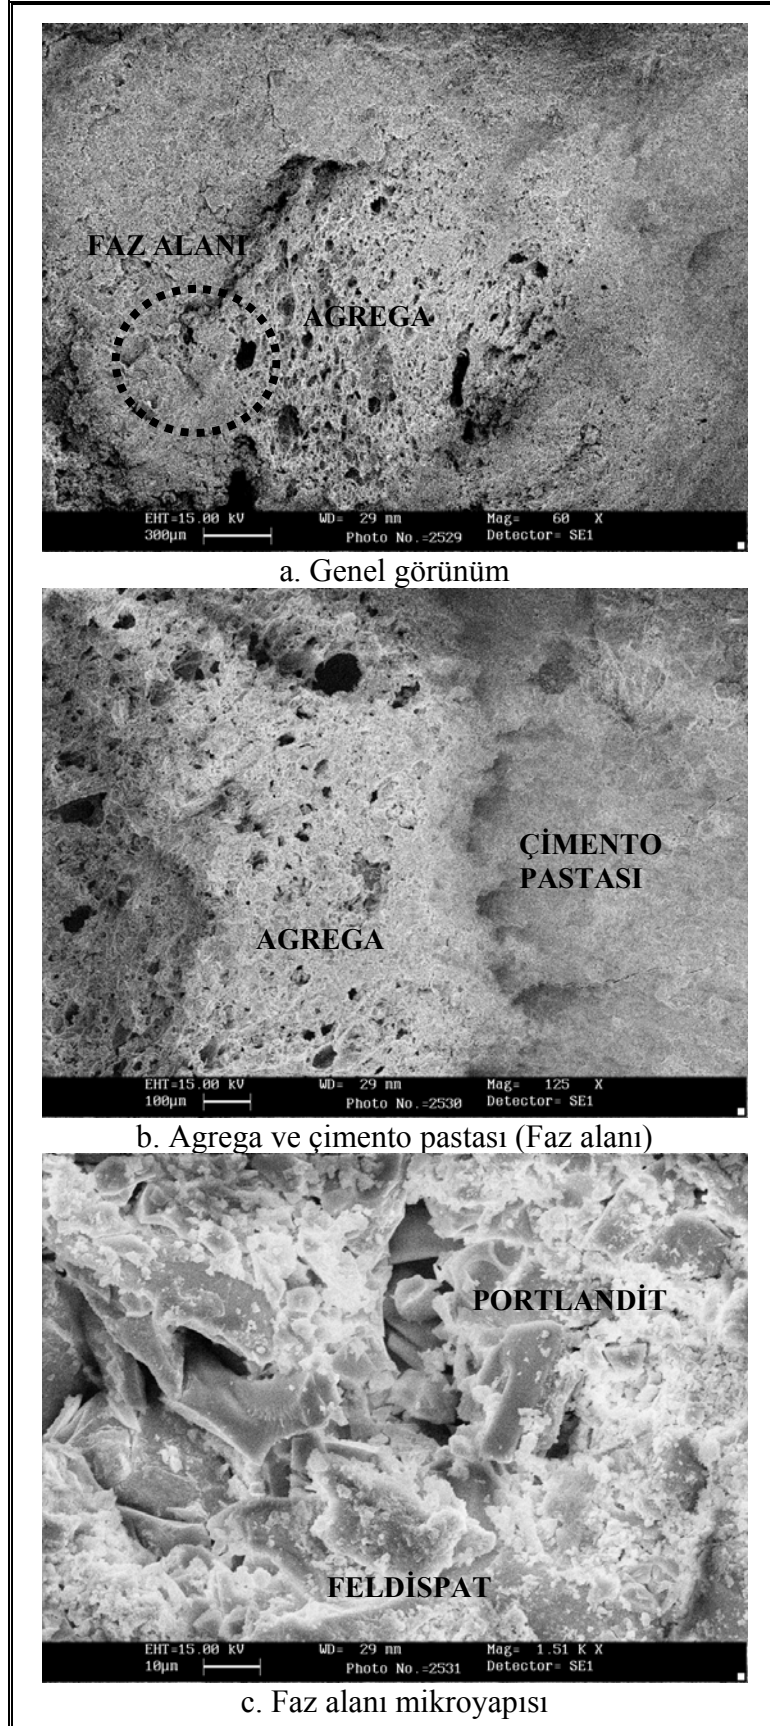 FAZ ALANI
AGREGA
EHT=15.00 kV WD= 29 mm Mag= 60 X
300µm Photo No.=2529 Detector= SE1
a. Genel görünüm
ÇİMENTO
PASTASI
AGREGA
EHT=15.00 kV WD= 29 mm Mag= 125 X
100µm Photo No.=2530 Detector= SE1
b. Agrega ve çimento pastası (Faz alanı)
PORTLANDİT
FELDİSPAT
EHT=15.00 kV WD= 29 mm Mag= 1.51 K X
10µm Photo No.=2531 Detector= SE1
c. Faz alanı mikroyapısı